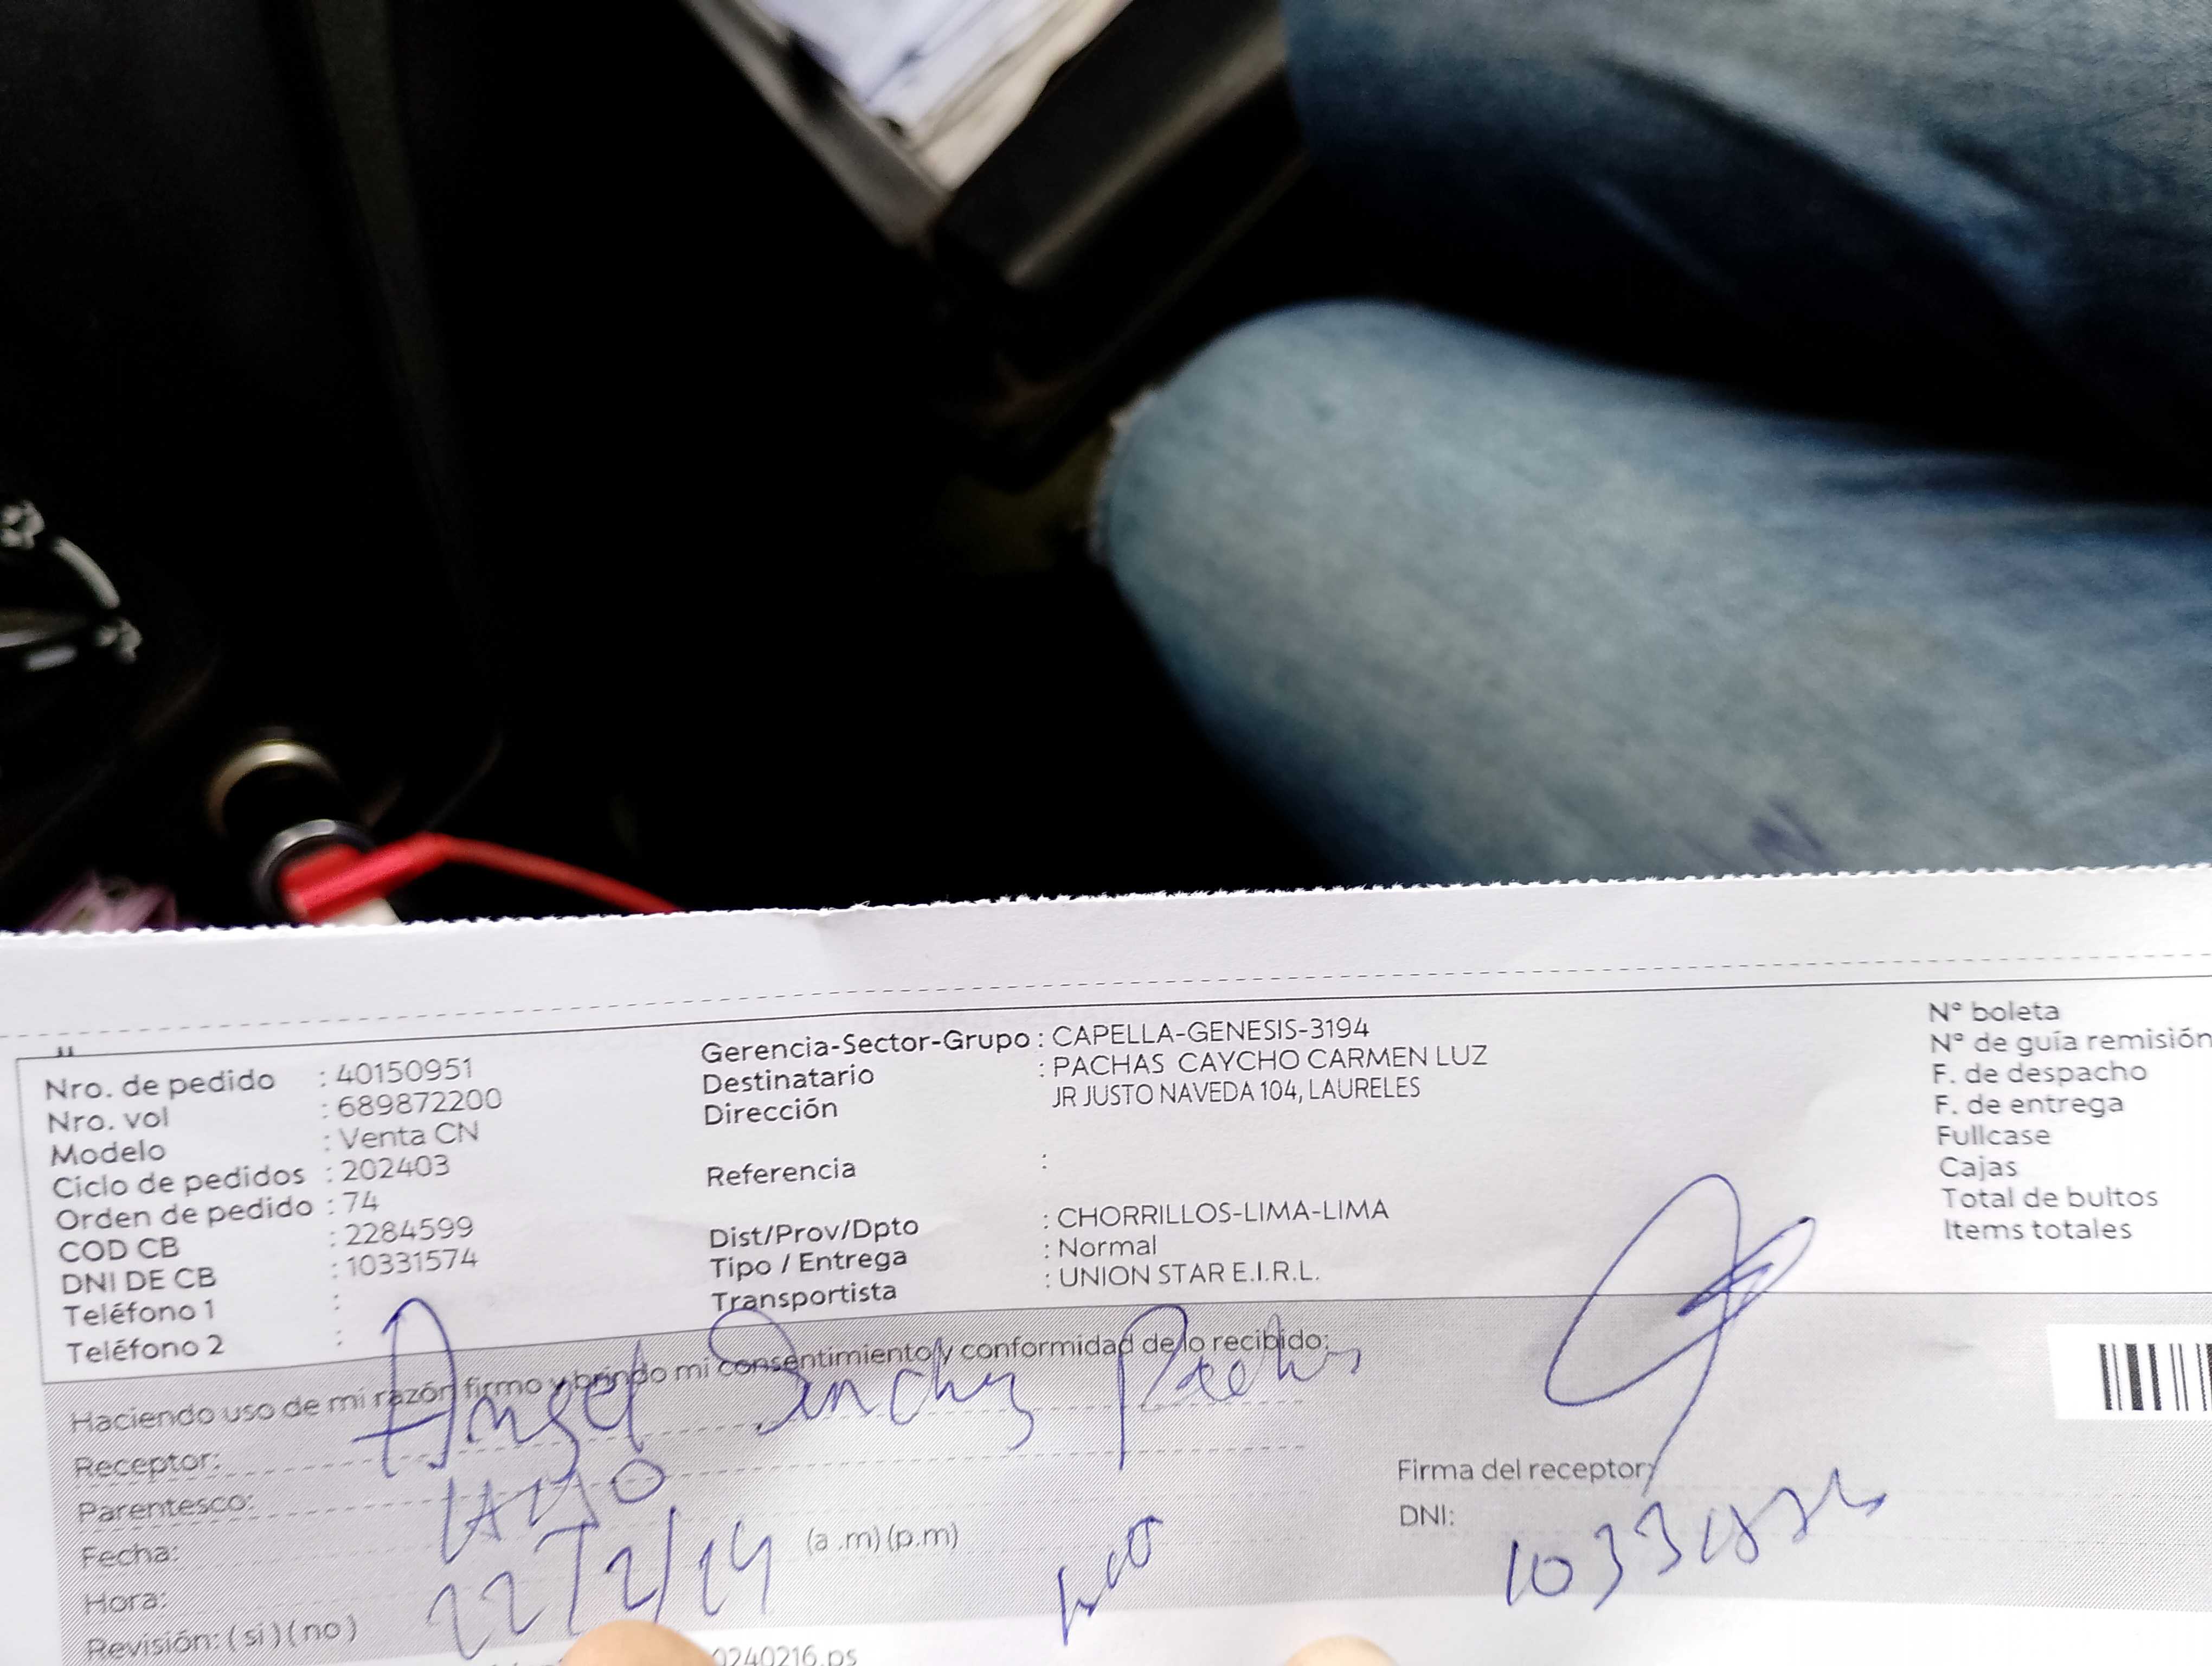 Nro. de pedido : 40150951
Nro. vol : 689872200
Modelo : Venta CN
Ciclo de pedidos : 202403
Orden de pedido : 74
COD CB : 2284599
DNI DE CB : 10331574
Teléfono 1 :
Teléfono 2 :
Gerencia-Sector-Grupo : CAPELLA-GENESIS-3194
Destinatario : PACHAS CAYCHO CARMEN LUZ
Dirección JR JUSTO NAVEDA 104, LAURELES
Referencia :
Dist/Prov/Dpto : CHORRILLOS-LIMA-LIMA
Tipo / Entrega : Normal
Transportista : UNION STAR E.I.R.L.
Nº boleta
Nº de guía remisión
F. de despacho
F. de entrega
Fullcase
Cajas
Total de bultos
Items totales
Haciendo uso de mi razón firmo y brindo mi consentimiento y conformidad de lo recibido:
Receptor: Angel Sanchez Pachas
Parentesco:
Fecha: 22/2/24
Hora: (a .m) (p.m)
Revisión: ( si ) ( no )
Firma del receptor:
DNI:
0240216.ps